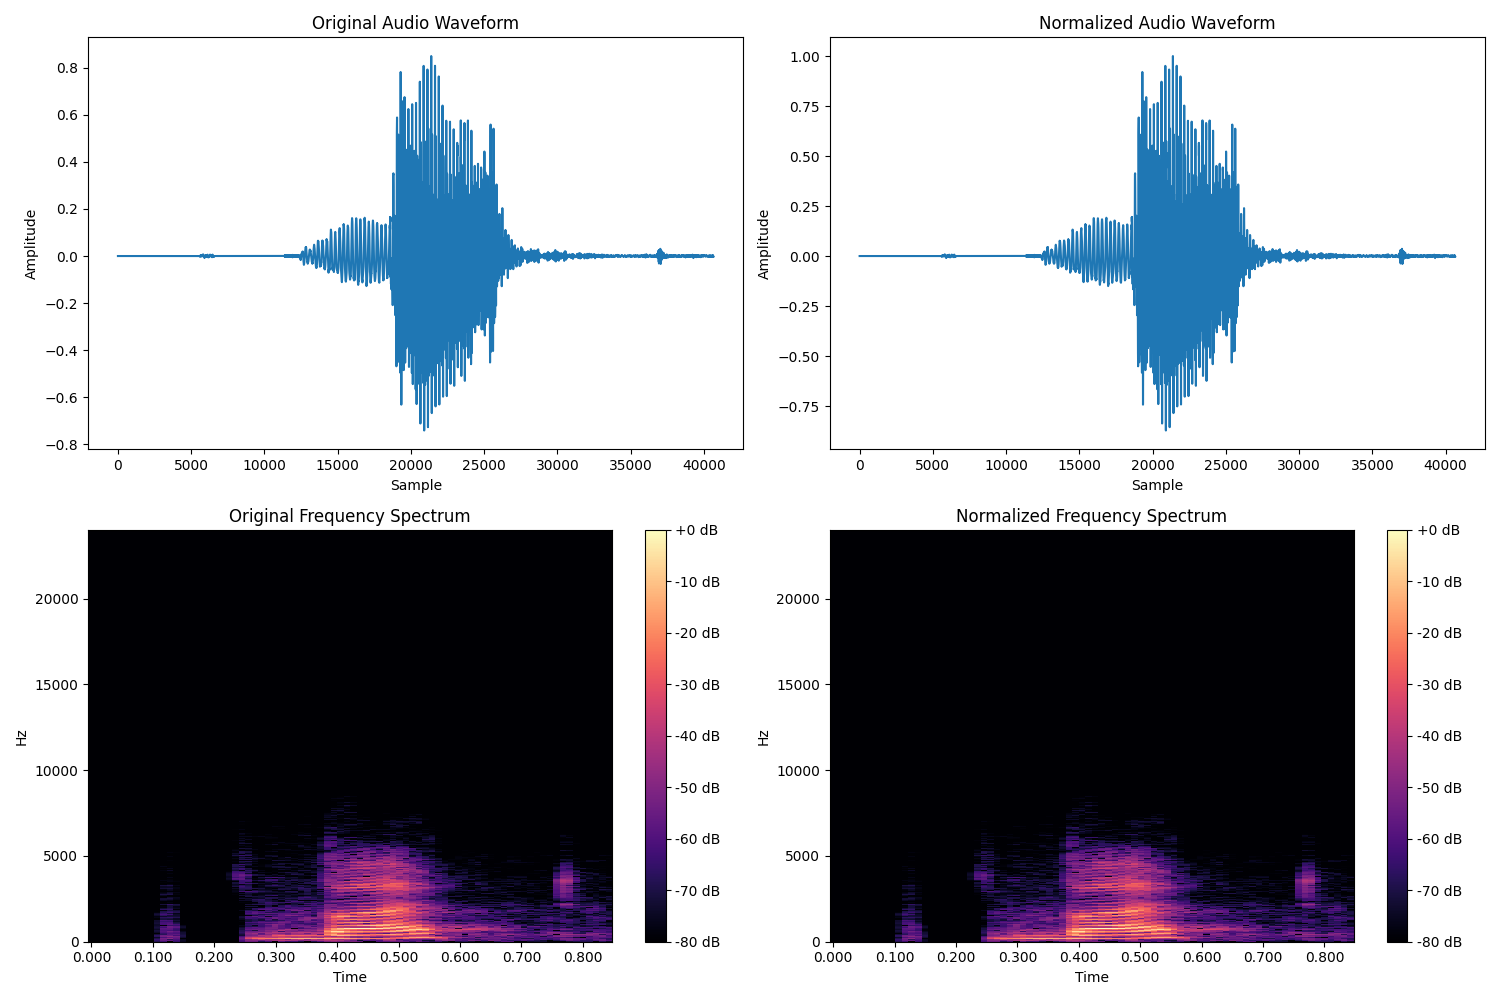 Original Audio Waveform
Amplitude
0.8
0.6
0.4
0.2
0.0
−0.2
−0.4
−0.6
−0.8
0 5000 10000 15000 20000 25000 30000 35000 40000
Sample
Normalized Audio Waveform
Amplitude
1.00
0.75
0.50
0.25
0.00
−0.25
−0.50
−0.75
0 5000 10000 15000 20000 25000 30000 35000 40000
Sample
Original Frequency Spectrum
Hz
20000
15000
10000
5000
0
0.000 0.100 0.200 0.300 0.400 0.500 0.600 0.700 0.800
Time
+0 dB
-10 dB
-20 dB
-30 dB
-40 dB
-50 dB
-60 dB
-70 dB
-80 dB
Normalized Frequency Spectrum
Hz
20000
15000
10000
5000
0
0.000 0.100 0.200 0.300 0.400 0.500 0.600 0.700 0.800
Time
+0 dB
-10 dB
-20 dB
-30 dB
-40 dB
-50 dB
-60 dB
-70 dB
-80 dB